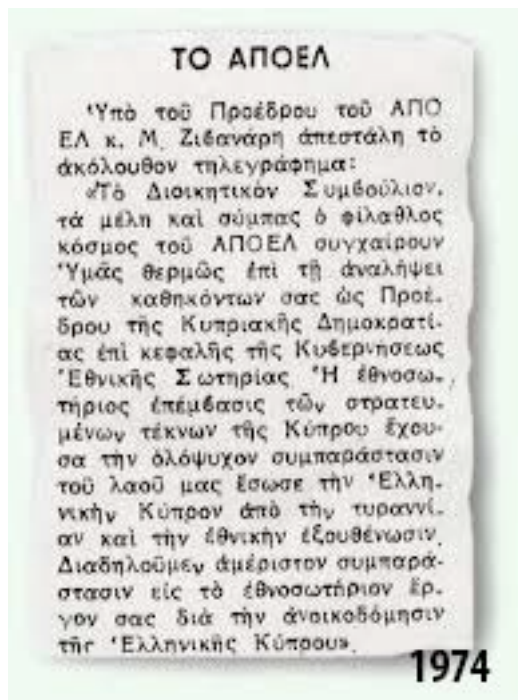 ΤΟ ΑΠΟΕΛ
Ὑπὸ τοῦ Προέδρου τοῦ ΑΠΟ
ΕΛ κ. Μ. Ζιβανάρη ἀπεστάλη τὸ
ἀκόλουθον τηλεγράφημα:
«Τὸ Διοικητικὸν Συμβούλιον.
τά μέλη καὶ σύμπας ὁ φίλαθλος
κόσμος τοῦ ΑΠΟΕΛ συγχαίρουν
Ὑμᾶς θερμῶς ἐπὶ τῇ ἀναλήψει
τῶν καθηκόντων σας ὡς Προέ-
δρου τῆς Κυπριακῆς Δημοκρατί-
ας ἐπὶ κεφαλῆς τῆς Κυβερνήσεως
Ἐθνικῆς Σωτηρίας Ἡ ἐθνοσω-
τήριος ἐπέμβασις τῶν στρατευ-
μένων τέκνων τῆς Κύπρου ἔχου-
σα τὴν ὁλόψυχον συμπαράστασιν
τοῦ λαοῦ μας ἔσωσε τὴν Ἑλλη-
νικὴν Κύπρον ἀπὸ τὴν τυραννί-
αν καὶ τὴν ἐθνικὴν ἐξουθένωσιν.
Διαδηλοῦμεν ἀμέριστον συμπαρά-
στασιν εἰς τὸ ἐθνοσωτήριον ἔρ-
γον σας διὰ τὴν ἀνοικοδόμησιν
τῆς Ἑλληνικῆς Κύπρου».
1974